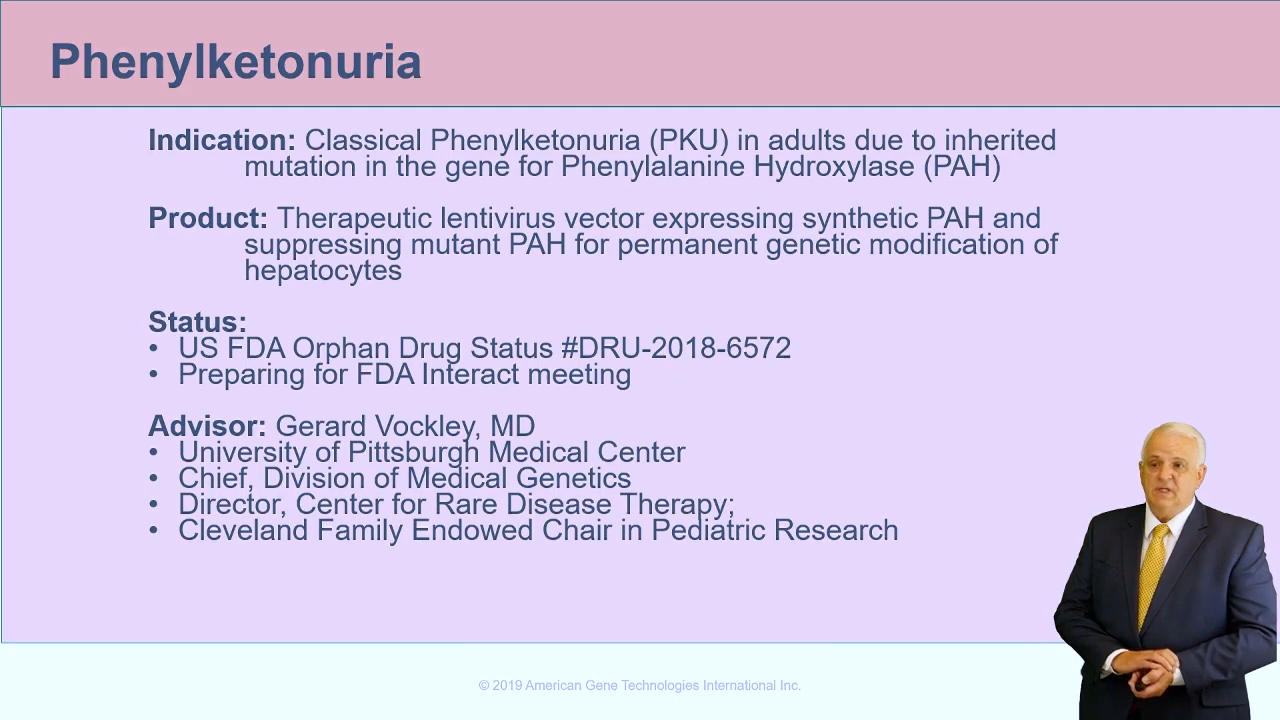 Phenylketonuria
Indication: Classical Phenylketonuria (PKU) in adults due to inherited
mutation in the gene for Phenylalanine Hydroxylase (PAH)
Product: Therapeutic lentivirus vector expressing synthetic PAH and
suppressing mutant PAH for permanent genetic modification of
hepatocytes
Status:
• US FDA Orphan Drug Status #DRU-2018-6572
• Preparing for FDA Interact meeting
Advisor: Gerard Vockley, MD
• University of Pittsburgh Medical Center
• Chief, Division of Medical Genetics
• Director, Center for Rare Disease Therapy;
• Cleveland Family Endowed Chair in Pediatric Research
© 2019 American Gene Technologies International Inc.